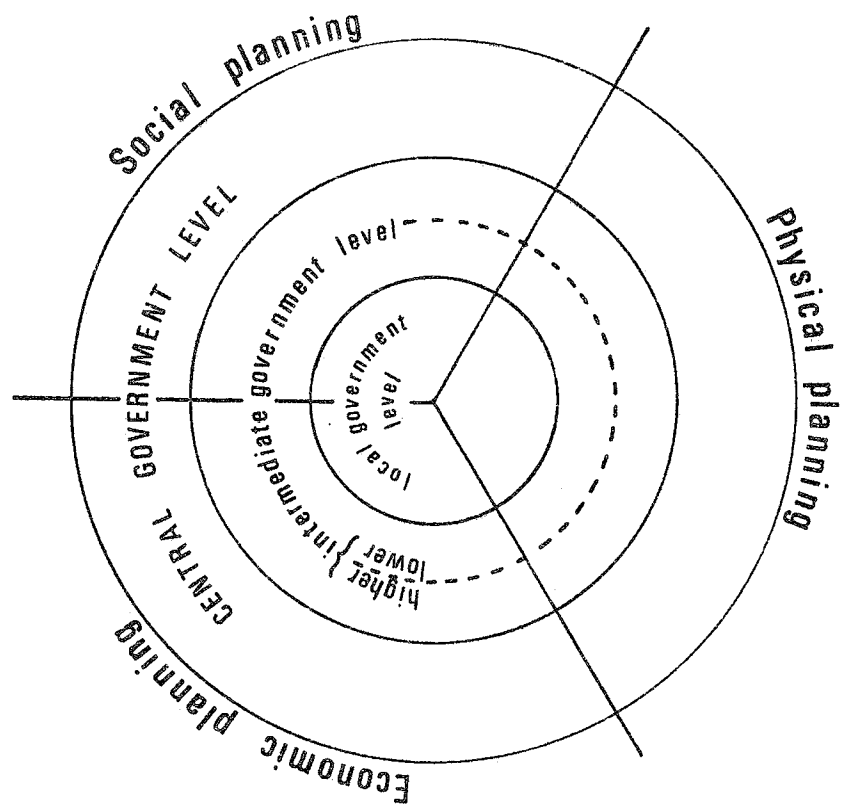 Social planning
Physical planning
Economic planning
CENTRAL GOVERNMENT LEVEL
higher
lower
} intermediate government level
local government
level